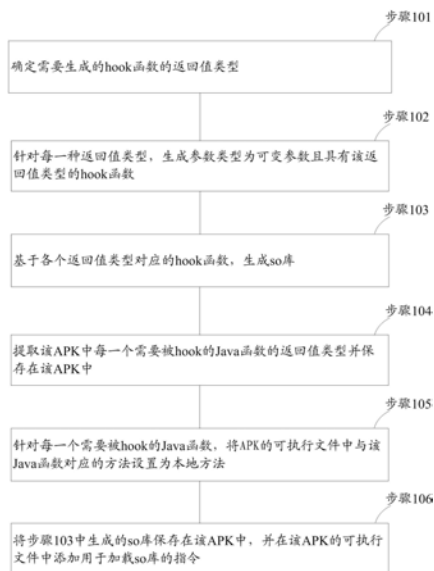 步骤101
确定需要生成的hook函数的返回值类型
步骤102
针对每一种返回值类型，生成参数类型为可变参数且具有该返
回值类型的hook函数
步骤103
基于各个返回值类型对应的hook函数，生成so库
步骤104
提取该APK中每一个需要被hook的Java函数的返回值类型并保
存在该APK中
步骤105
针对每一个需要被hook的Java函数，将APK的可执行文件中与该
Java函数对应的方法设置为本地方法
步骤106
将步骤103中生成的so库保存在该APK中，并在该APK的可执行
文件中添加用于加载so库的指令